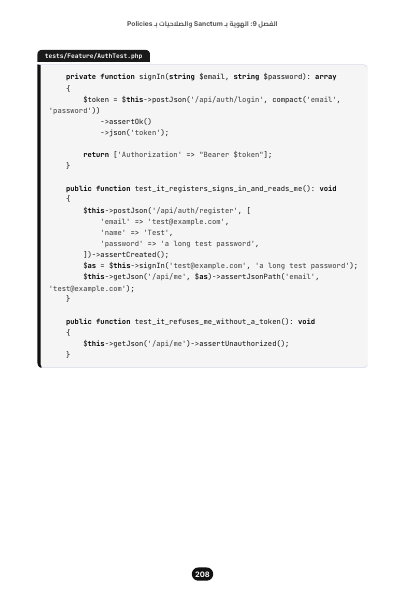 الفصل 9: الهوية بـ Sanctum والصلاحيات بـ Policies
tests/Feature/AuthTest.php
    private function signIn(string $email, string $password): array
    {
        $token = $this->postJson('/api/auth/login', compact('email',
'password'))
            ->assertOk()
            ->json('token');

        return ['Authorization' => "Bearer $token"];
    }

    public function test_it_registers_signs_in_and_reads_me(): void
    {
        $this->postJson('/api/auth/register', [
            'email' => 'test@example.com',
            'name' => 'Test',
            'password' => 'a long test password',
        ])->assertCreated();
        $as = $this->signIn('test@example.com', 'a long test password');
        $this->getJson('/api/me', $as)->assertJsonPath('email',
'test@example.com');
    }

    public function test_it_refuses_me_without_a_token(): void
    {
        $this->getJson('/api/me')->assertUnauthorized();
    }
208